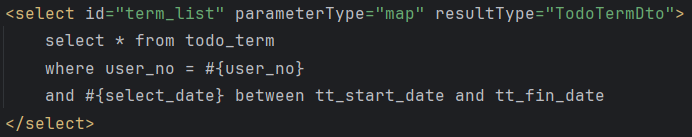 <select id="term_list" parameterType="map" resultType="TodoTermDto">
    select * from todo_term
    where user_no = #{user_no}
    and #{select_date} between tt_start_date and tt_fin_date
</select>